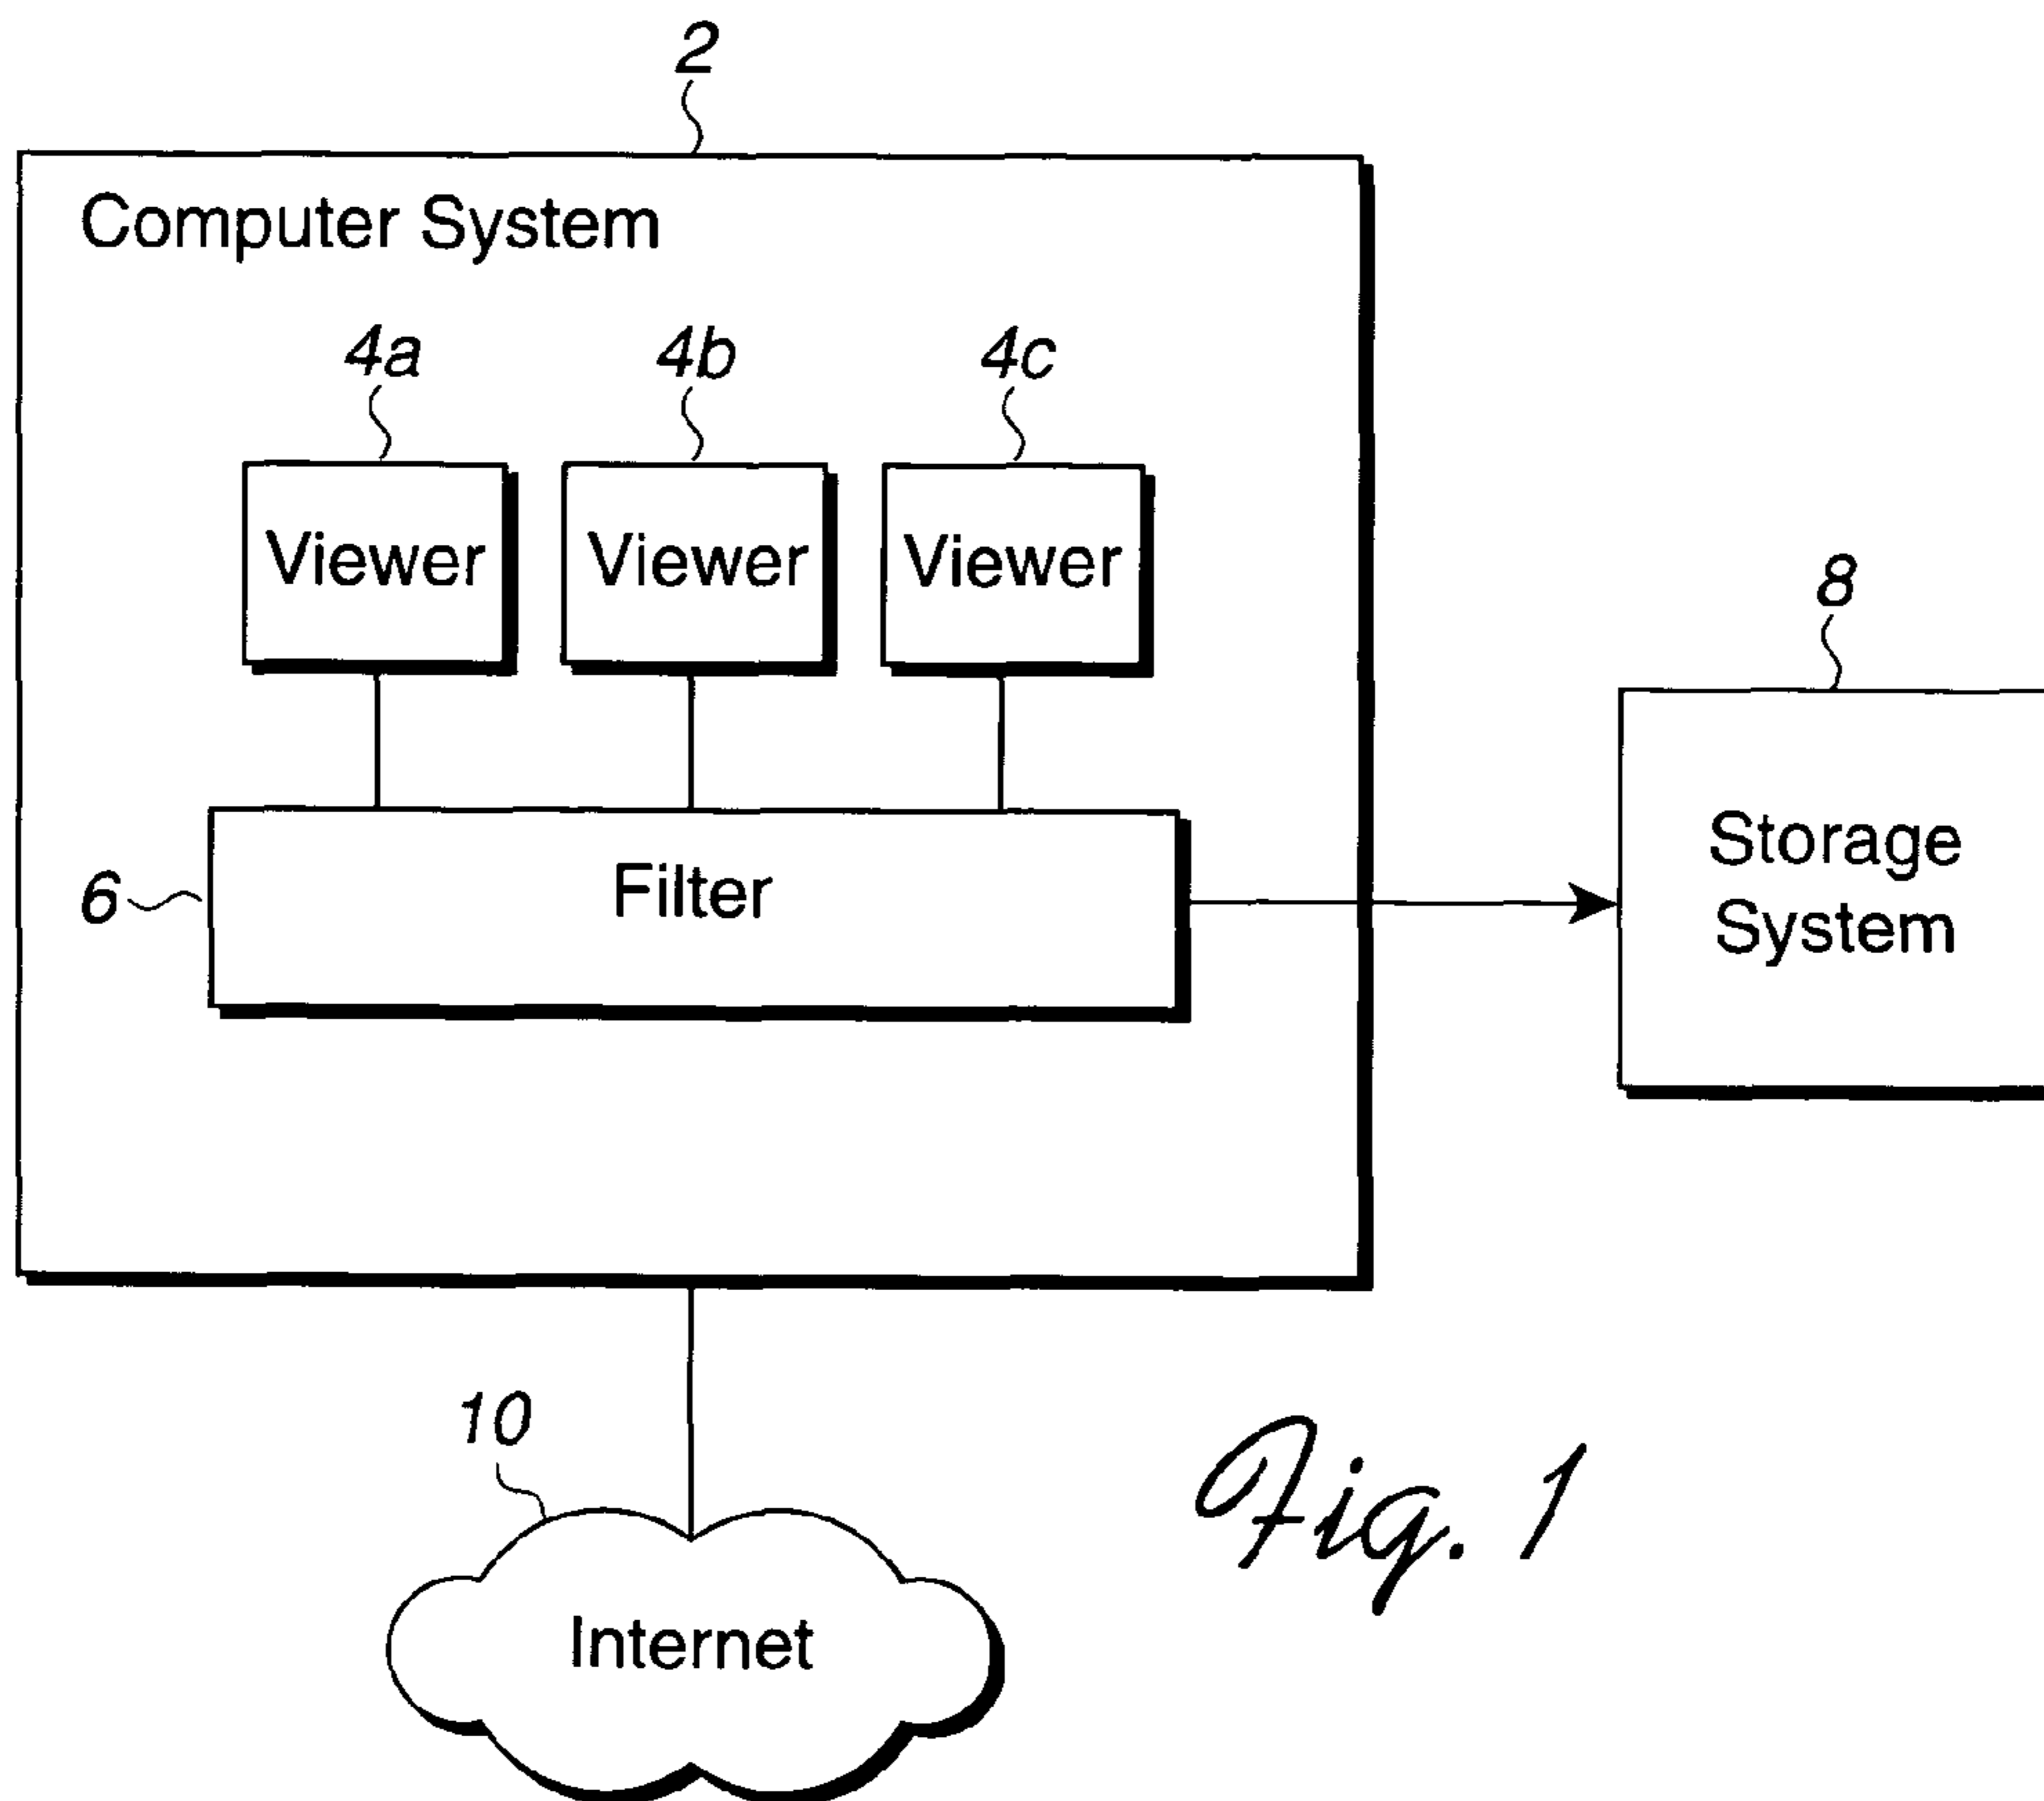 2
Computer System
4a 4b 4c
Viewer Viewer Viewer
8
Storage
System
6
Filter
10
Internet
Fig. 1